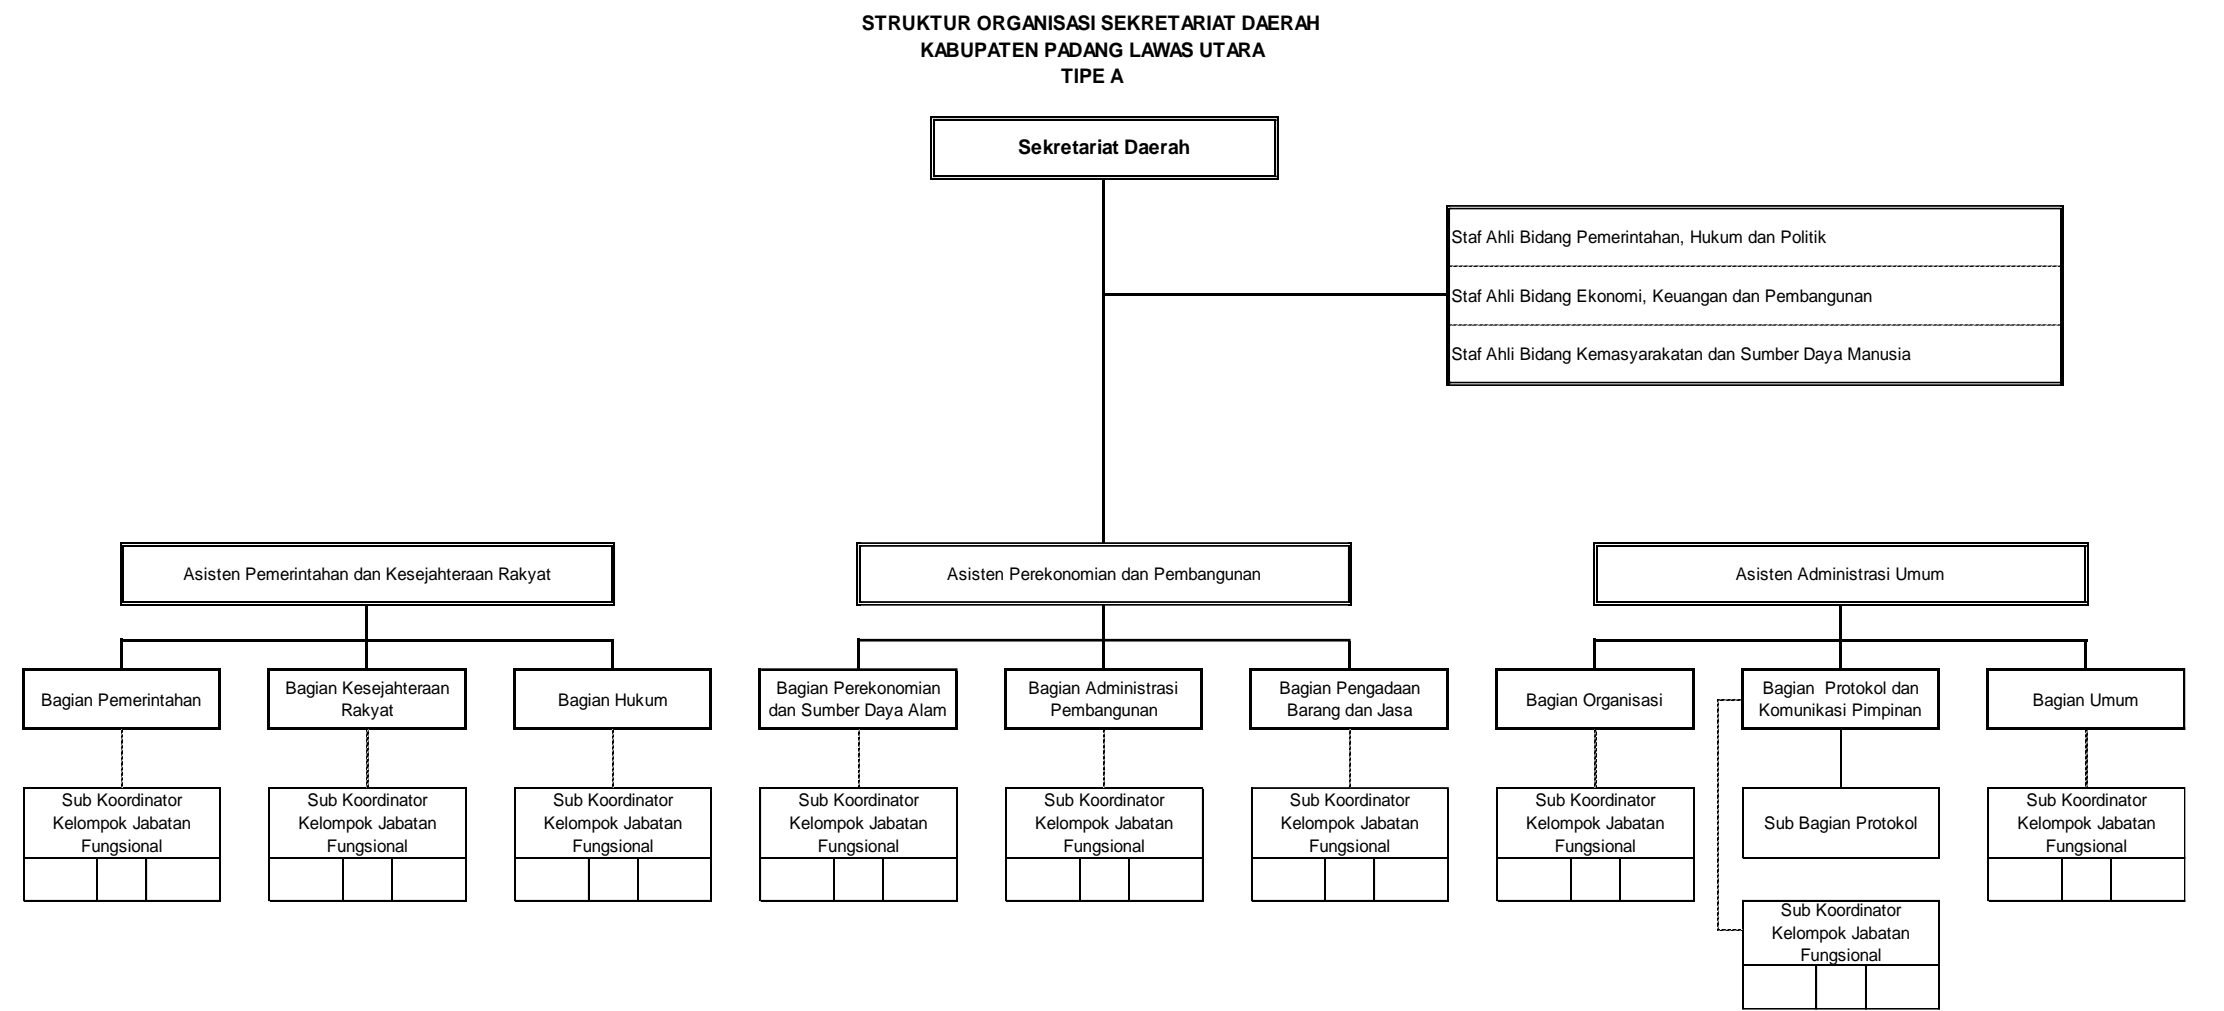 STRUKTUR ORGANISASI SEKRETARIAT DAERAH
KABUPATEN PADANG LAWAS UTARA
TIPE A
Sekretariat Daerah
Staf Ahli Bidang Pemerintahan, Hukum dan Politik
Staf Ahli Bidang Ekonomi, Keuangan dan Pembangunan
Staf Ahli Bidang Kemasyarakatan dan Sumber Daya Manusia
Asisten Pemerintahan dan Kesejahteraan Rakyat
Asisten Perekonomian dan Pembangunan
Asisten Administrasi Umum
Bagian Pemerintahan
Bagian Kesejahteraan
Rakyat
Bagian Hukum
Bagian Perekonomian
dan Sumber Daya Alam
Bagian Administrasi
Pembangunan
Bagian Pengadaan
Barang dan Jasa
Bagian Organisasi
Bagian Protokol dan
Komunikasi Pimpinan
Bagian Umum
Sub Koordinator
Kelompok Jabatan
Fungsional
Sub Koordinator
Kelompok Jabatan
Fungsional
Sub Koordinator
Kelompok Jabatan
Fungsional
Sub Koordinator
Kelompok Jabatan
Fungsional
Sub Koordinator
Kelompok Jabatan
Fungsional
Sub Koordinator
Kelompok Jabatan
Fungsional
Sub Koordinator
Kelompok Jabatan
Fungsional
Sub Bagian Protokol
Sub Koordinator
Kelompok Jabatan
Fungsional
Sub Koordinator
Kelompok Jabatan
Fungsional